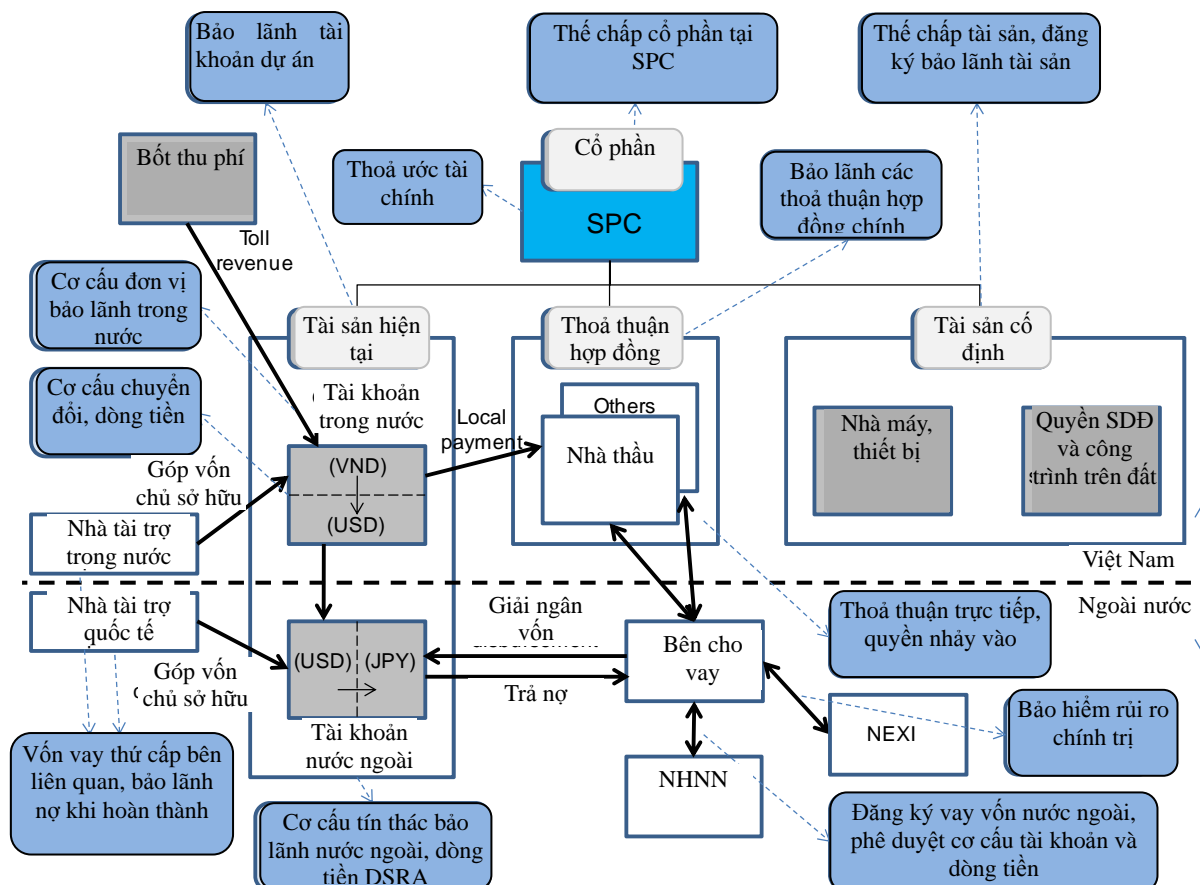 Bảo lãnh tài
khoản dự án
Thế chấp cổ phần tại
SPC
Thế chấp tài sản, đăng
ký bảo lãnh tài sản
Bốt thu phí
Cổ phần
Thoả ước tài
chính
SPC
Bảo lãnh các
thoả thuận hợp
đồng chính
Toll
revenue
Cơ cấu đơn vị
bảo lãnh trong
nước
Tài sản hiện
tại
Thoả thuận
hợp đồng
Tài sản cố
định
Cơ cấu chuyển
đổi, dòng tiền
Tài khoản
trong nước
Local
payment
Others
Nhà thầu
Nhà máy,
thiết bị
Quyền SDĐ
và công
trình trên đất
(VND)
(USD)
Góp vốn
chủ sở hữu
Nhà tài trợ
trong nước
Việt Nam
Nhà tài trợ
quốc tế
Giải ngân
vốn
Thoả thuận trực tiếp,
quyền nhảy vào
Ngoài nước
(USD)
(JPY)
Bên cho
vay
Góp vốn
chủ sở hữu
Trả nợ
Tài khoản
nước ngoài
NEXI
Bảo hiểm rủi ro
chính trị
Vốn vay thứ cấp bên
liên quan, bảo lãnh
nợ khi hoàn thành
NHNN
Cơ cấu tín thác bảo
lãnh nước ngoài, dòng
tiền DSRA
Đăng ký vay vốn nước ngoài,
phê duyệt cơ cấu tài khoản và
dòng tiền